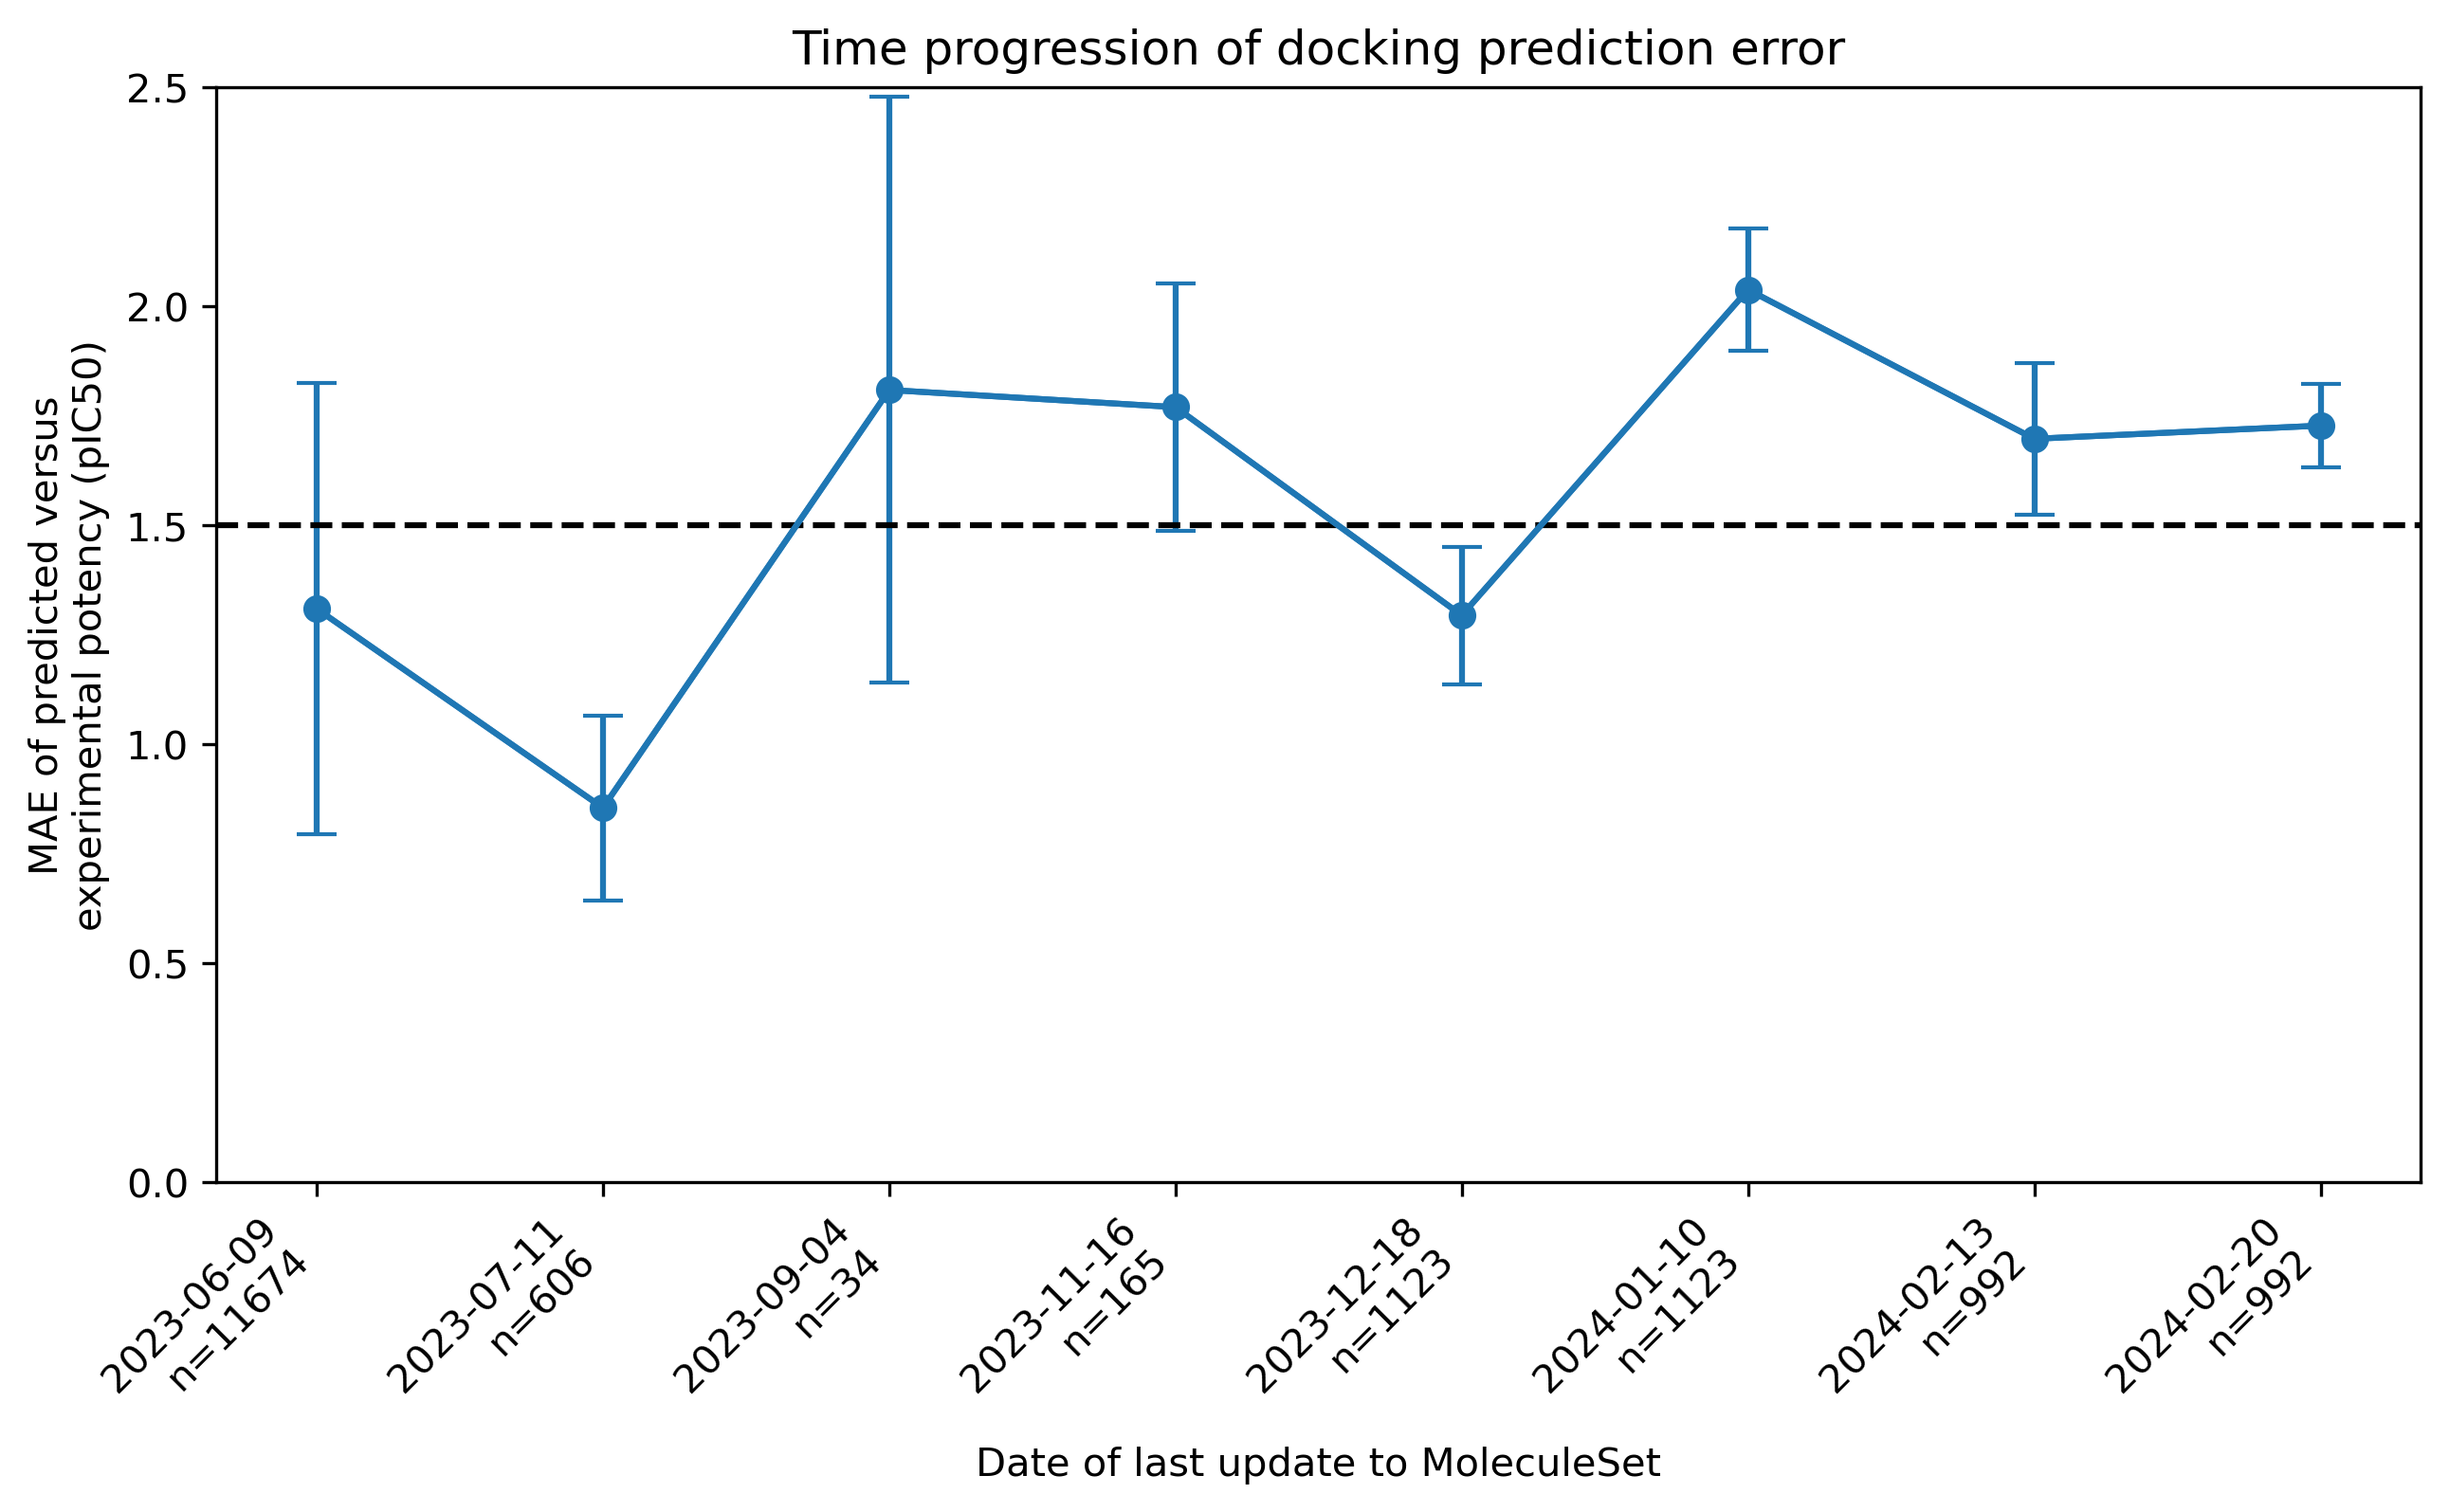 Time progression of docking prediction error
MAE of predicted versus
experimental potency (pIC50)
2.5
2.0
1.5
1.0
0.5
0.0
2023-06-09
n=11674
2023-07-11
n=606
2023-09-04
n=34
2023-11-16
n=165
2023-12-18
n=1123
2024-01-10
n=1123
2024-02-13
n=992
2024-02-20
n=992
Date of last update to MoleculeSet